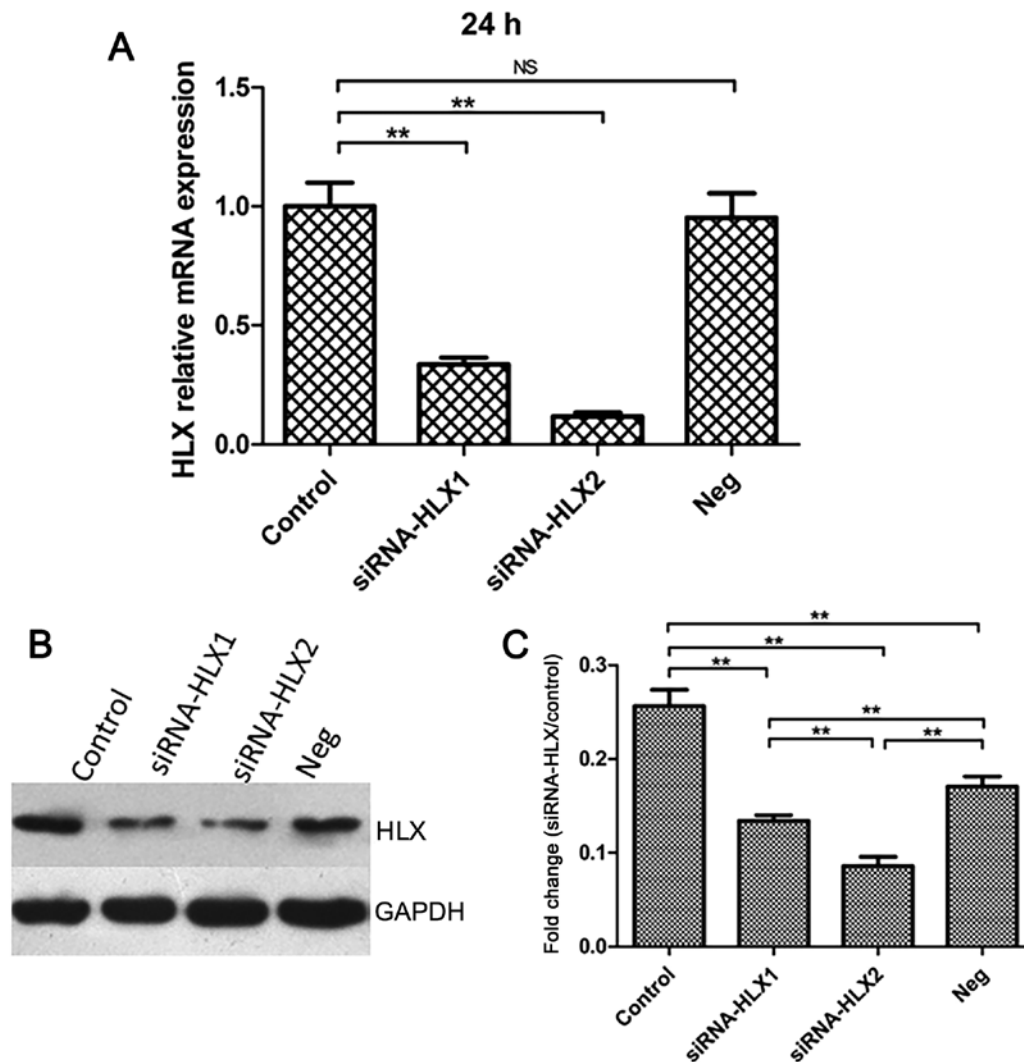 A
24 h
NS
**
**
HLX relative mRNA expression
1.5
1.0
0.5
0.0
Control
siRNA-HLX1
siRNA-HLX2
Neg
B
Control
siRNA-HLX1
siRNA-HLX2
Neg
HLX
GAPDH
C
**
**
**
**
**
**
Fold change (siRNA-HLX/control)
0.3
0.2
0.1
0.0
Control
siRNA-HLX1
siRNA-HLX2
Neg